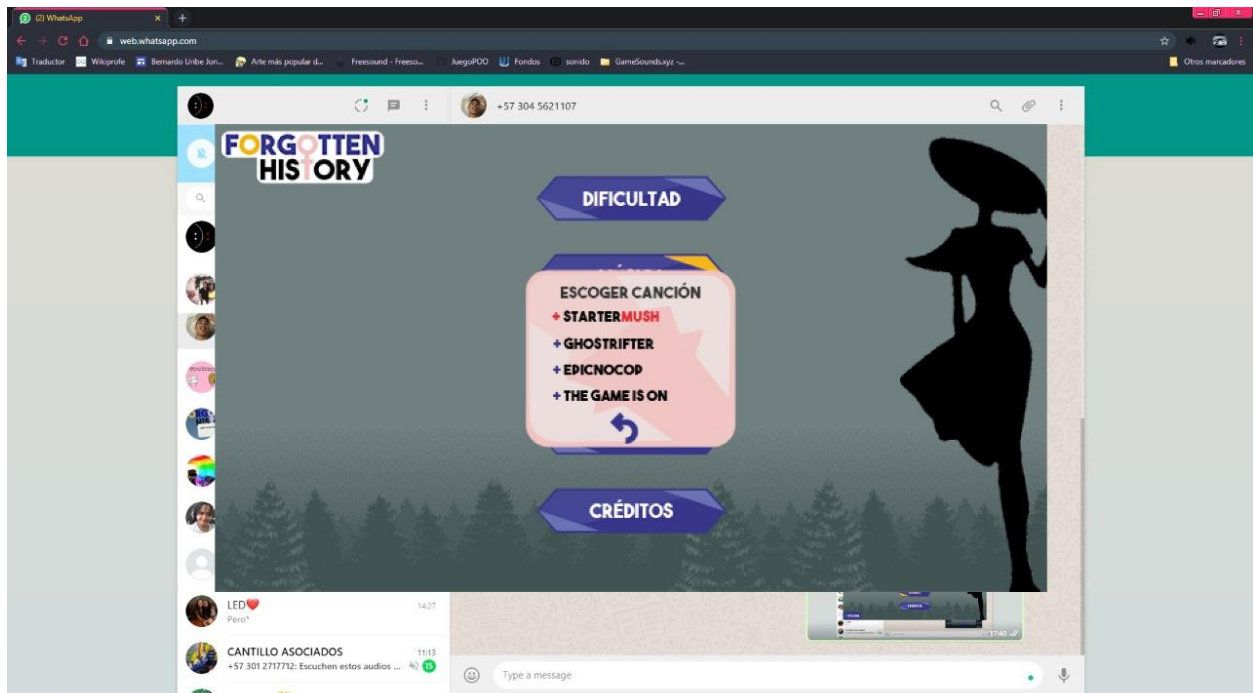 (2) WhatsApp
web.whatsapp.com
Traductor
Wikiprofe
Bernardo Uribe Jon...
Arte más popular d...
Freesound - Freeso...
JuegoPOO
Fondos
sonido
GameSounds.xyz -...
Otros marcadores
+57 304 5621107
FORGOTTEN
HISTORY
DIFICULTAD
ESCOGER CANCIÓN
+ STARTERMUSH
+ GHOSTRIFTER
+ EPICNOCOP
+ THE GAME IS ON
CRÉDITOS
LED❤ 14:27
Pero*
CANTILLO ASOCIADOS 11:13
+57 301 2717712: Escuchen estos audios ... 15
17:40
Type a message